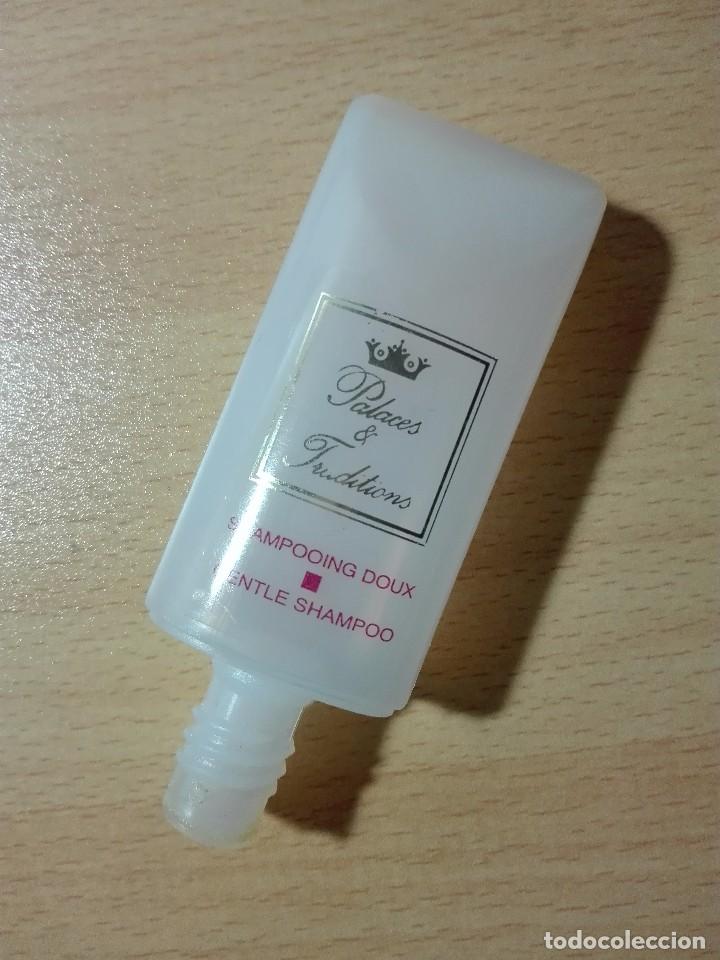 Palaces
&
Traditions
SHAMPOOING DOUX
GENTLE SHAMPOO
todocoleccion